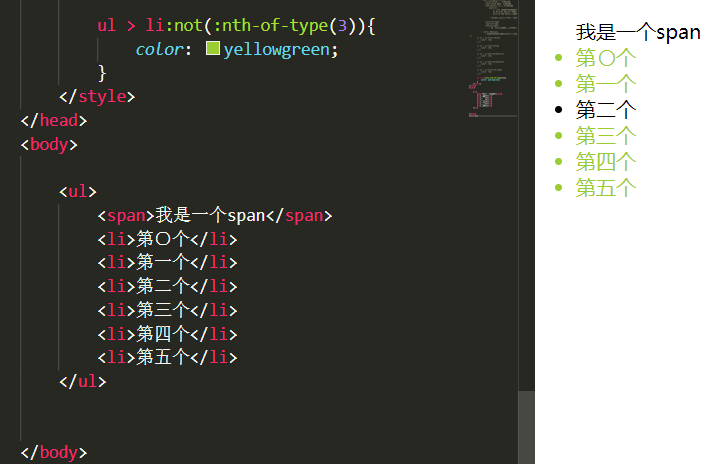 ul > li:not(:nth-of-type(3)){
color: yellowgreen;
}
</style>
</head>
<body>
<ul>
<span>我是一个span</span>
<li>第〇个</li>
<li>第一个</li>
<li>第二个</li>
<li>第三个</li>
<li>第四个</li>
<li>第五个</li>
</ul>
</body>
我是一个span
第〇个
第一个
第二个
第三个
第四个
第五个